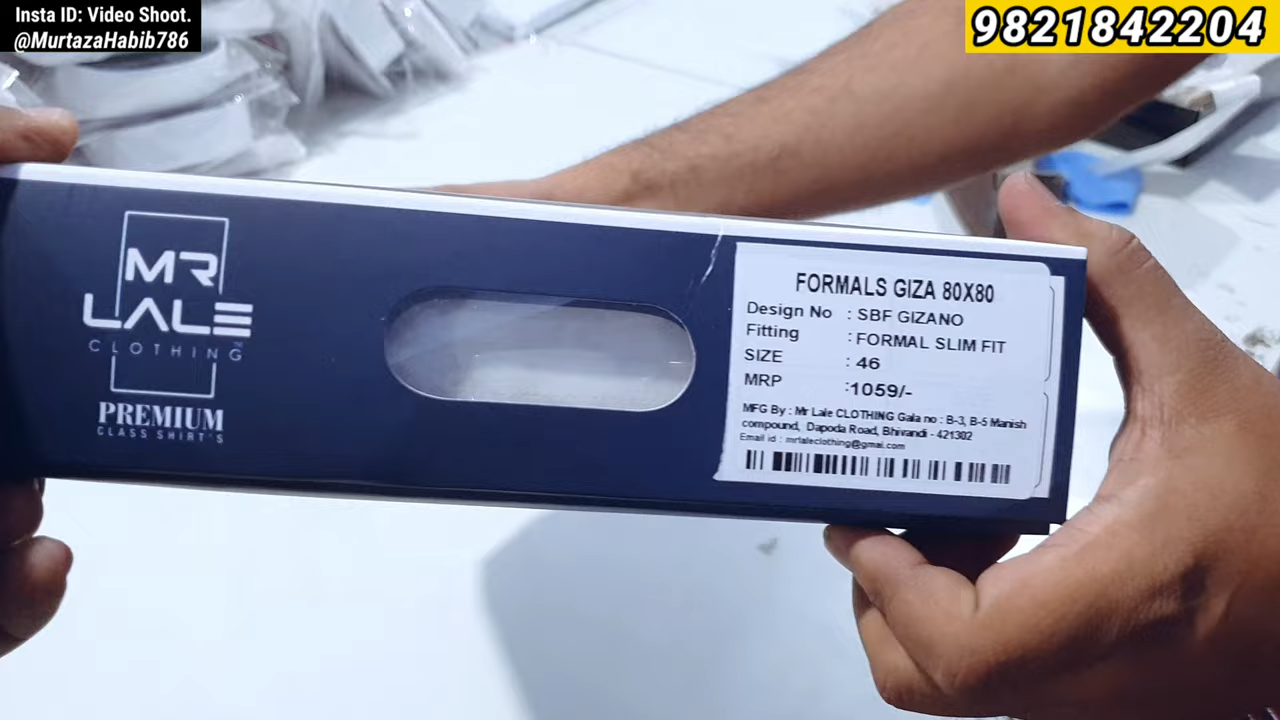 Insta ID: Video Shoot.
@MurtazaHabib786
9821842204
MR
LALE
CLOTHING
TM
PREMIUM
CLASS SHIRT'S
FORMALS GIZA 80X80
Design No : SBF GIZANO
Fitting : FORMAL SLIM FIT
SIZE : 46
MRP :1059/-
MFG By : Mr Lale CLOTHING Gala no : B-3, B-5 Manish
compound, Dapoda Road, Bhivandi - 421302
Email id : mrlaleclothing@gmai.com